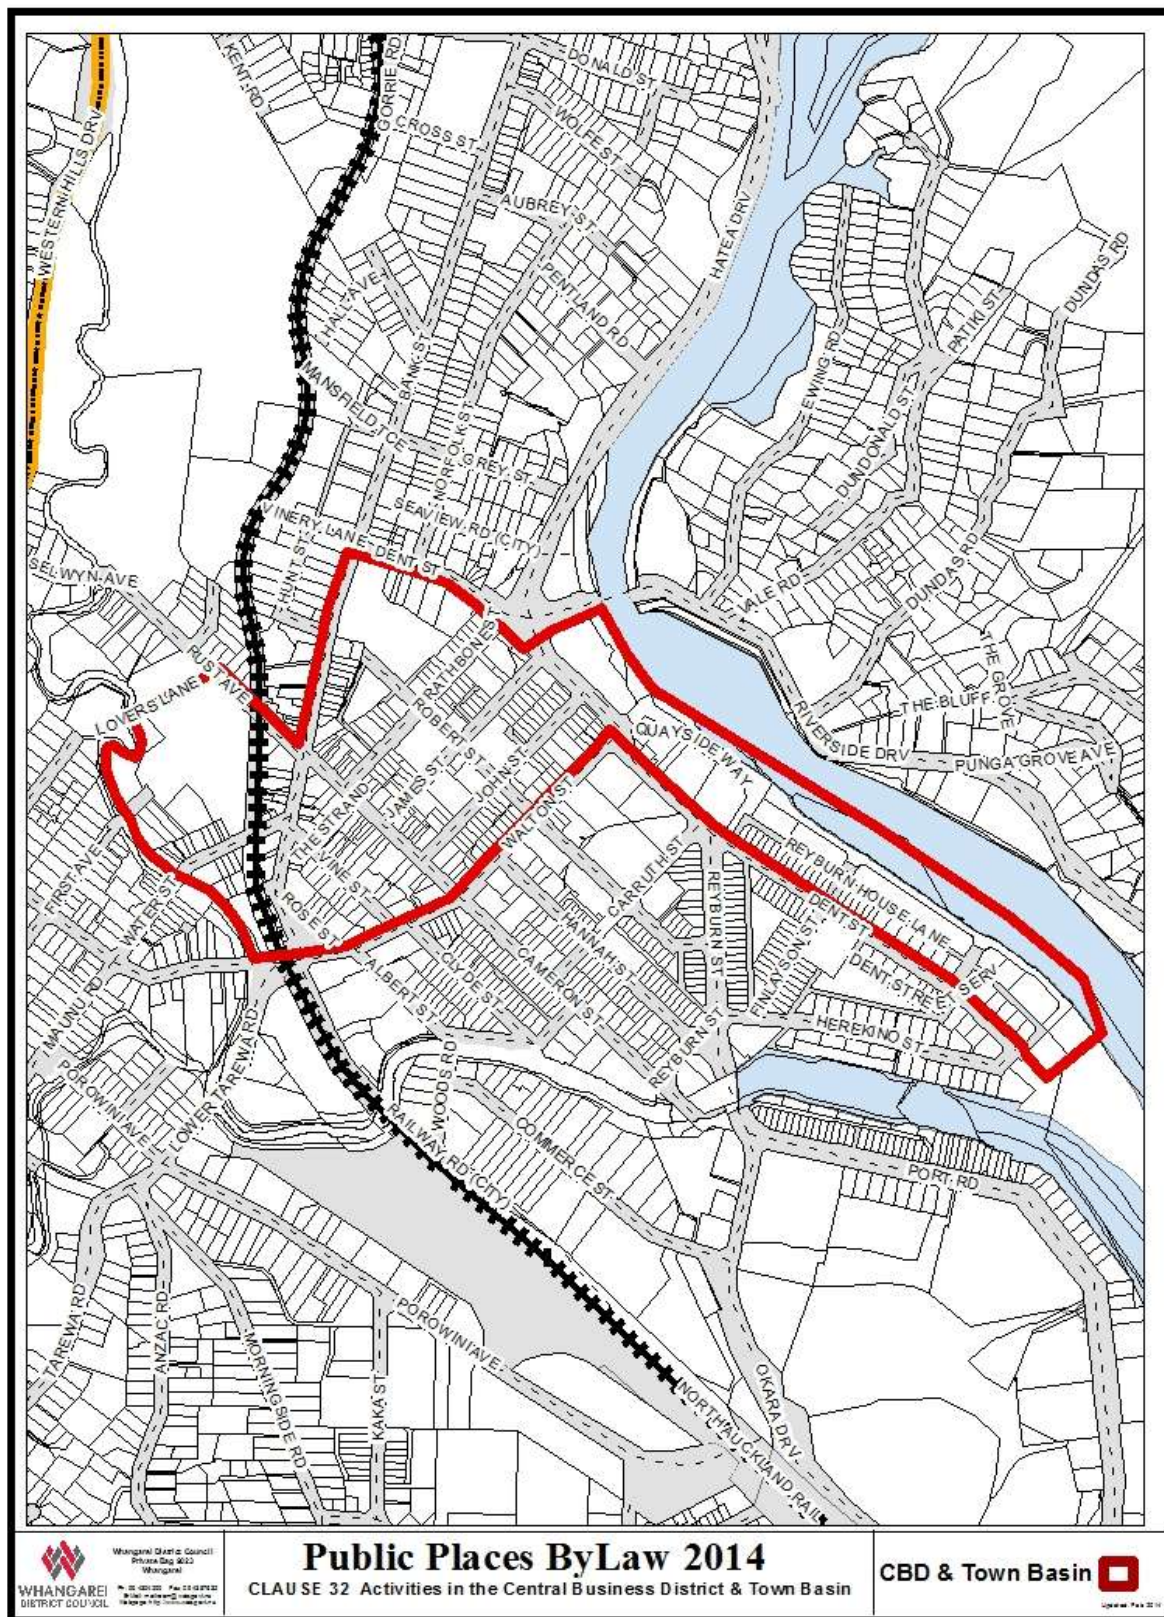 KENT RD
GORRIE RD
DONALD ST
WESTERN HILLS DRV
CROSS ST
WOLFE ST
AUBREY ST
HATEA DRV
PENTLAND RD
HALL AVE
BANK ST
MANSFIELD TCE
NORFOLK ST
GREY ST
EWING RD
PATIKI ST
DUNDAS RD
DUNDONALD ST
SEAVIEW RD (CITY)
VINERY LANE
DENT ST
HUNT ST
SELWYN AVE
VALE RD
DUNDAS RD
RUST AVE
LOVERS LANE
RATHBONE ST
ROBERT ST
THE GROVE
THE BLUFF
RIVERSIDE DRV
PUNGA GROVE AVE
QUAYSIDE WAY
JAMES ST
JOHN ST
WALTON ST
THE STRAND
VINE ST
ROSE ST
FIRST AVE
WATER ST
CARRUTH ST
REYBURN ST
REYBURN HOUSE LANE
DENT ST
FINLAYSON ST
DENT STREET SERV
HANNAH ST
CAMERON ST
CLYDE ST
ALBERT ST
MAUNU RD
HEREKINO ST
REYBURN ST
POROWINI AVE
LOWER TAREWA RD
WOODS RD
RAILWAY RD (CITY)
COMMERCE ST
PORT RD
TAREWA RD
ANZAC RD
MORNINGSIDE RD
KAKA ST
POROWINI AVE
OKARA DRV
NORTH AUCKLAND RAIL
WHANGAREI
DISTRICT COUNCIL
Whangarei District Council
Private Bag 9023
Whangarei
Public Places ByLaw 2014
CLAUSE 32 Activities in the Central Business District & Town Basin
CBD & Town Basin